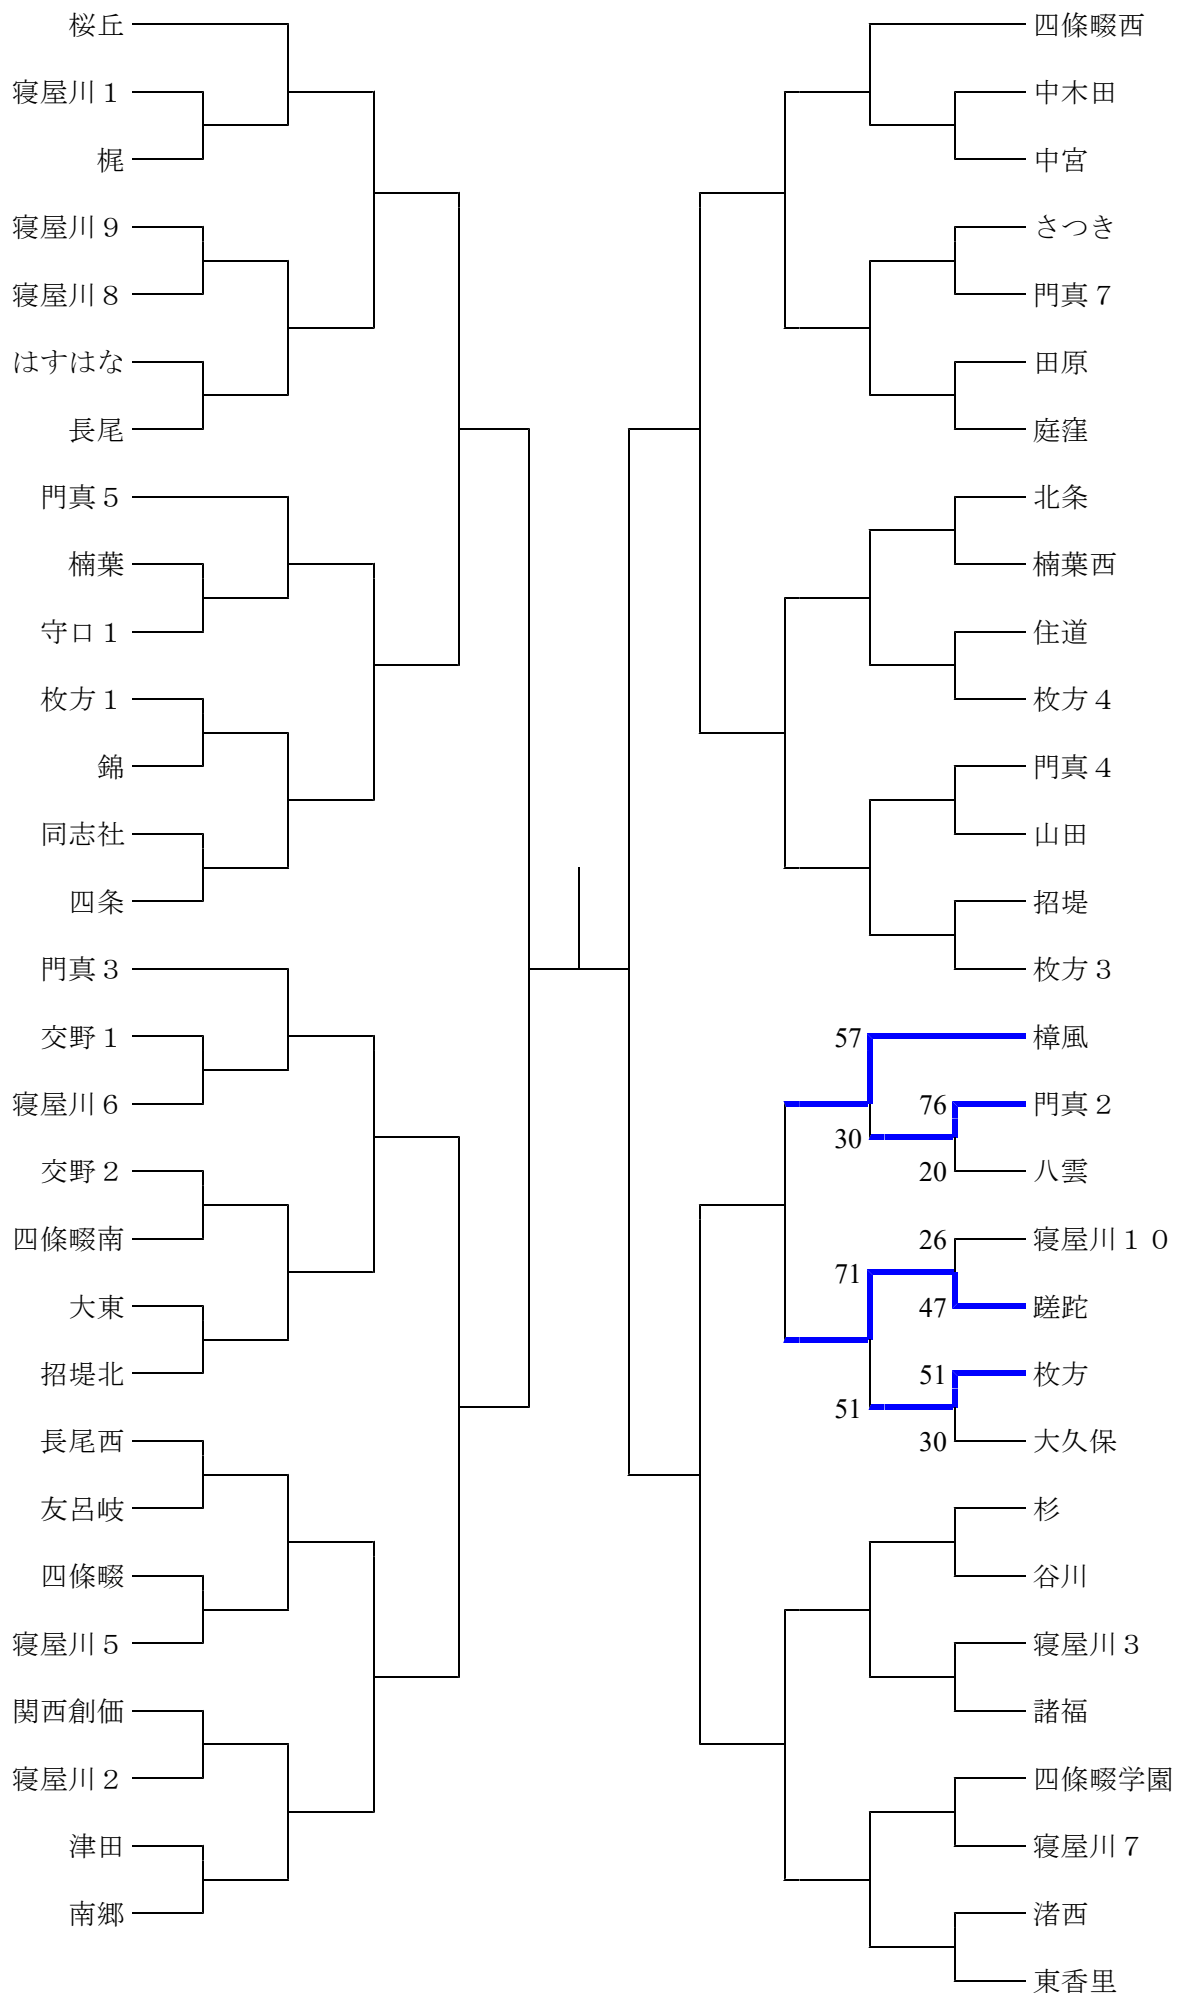 桜丘
寝屋川１
梶
寝屋川９
寝屋川８
はすはな
長尾
門真５
楠葉
守口１
枚方１
錦
同志社
四条
門真３
交野１
寝屋川６
交野２
四條畷南
大東
招堤北
長尾西
友呂岐
四條畷
寝屋川５
関西創価
寝屋川２
津田
南郷
四條畷西
中木田
中宮
さつき
門真７
田原
庭窪
北条
楠葉西
住道
枚方４
門真４
山田
招堤
枚方３
57 樟風
76 門真２
30
20 八雲
26 寝屋川１０
71
47 蹉跎
51 枚方
51
30 大久保
杉
谷川
寝屋川３
諸福
四條畷学園
寝屋川７
渚西
東香里